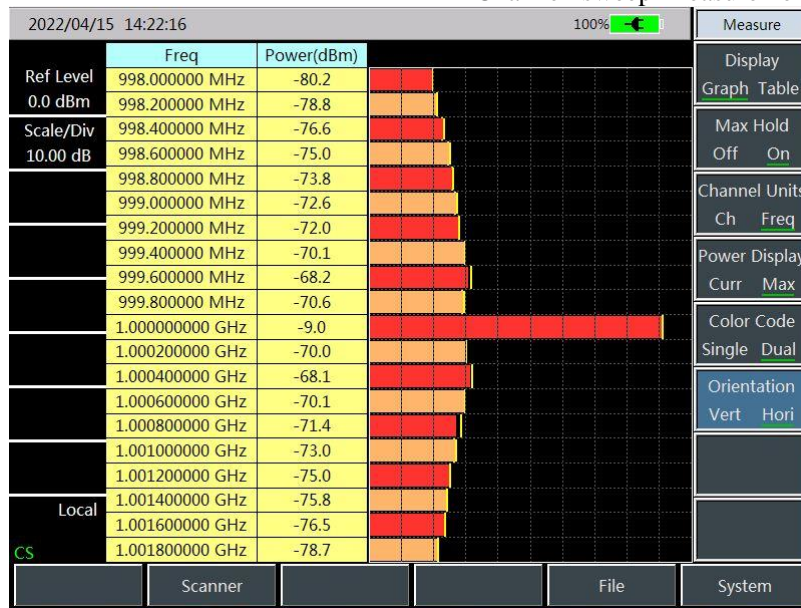 Channel sweep measurement
2022/04/15 14:22:16
100%
Measure
Ref Level
0.0 dBm
Scale/Div
10.00 dB
Local
CS
Freq Power(dBm)
998.000000 MHz -80.2
998.200000 MHz -78.8
998.400000 MHz -76.6
998.600000 MHz -75.0
998.800000 MHz -73.8
999.000000 MHz -72.6
999.200000 MHz -72.0
999.400000 MHz -70.1
999.600000 MHz -68.2
999.800000 MHz -70.6
1.000000000 GHz -9.0
1.000200000 GHz -70.0
1.000400000 GHz -68.1
1.000600000 GHz -70.1
1.000800000 GHz -71.4
1.001000000 GHz -73.0
1.001200000 GHz -75.0
1.001400000 GHz -75.8
1.001600000 GHz -76.5
1.001800000 GHz -78.7
Display
Graph Table
Max Hold
Off On
Channel Units
Ch Freq
Power Display
Curr Max
Color Code
Single Dual
Orientation
Vert Hori
Scanner
File
System